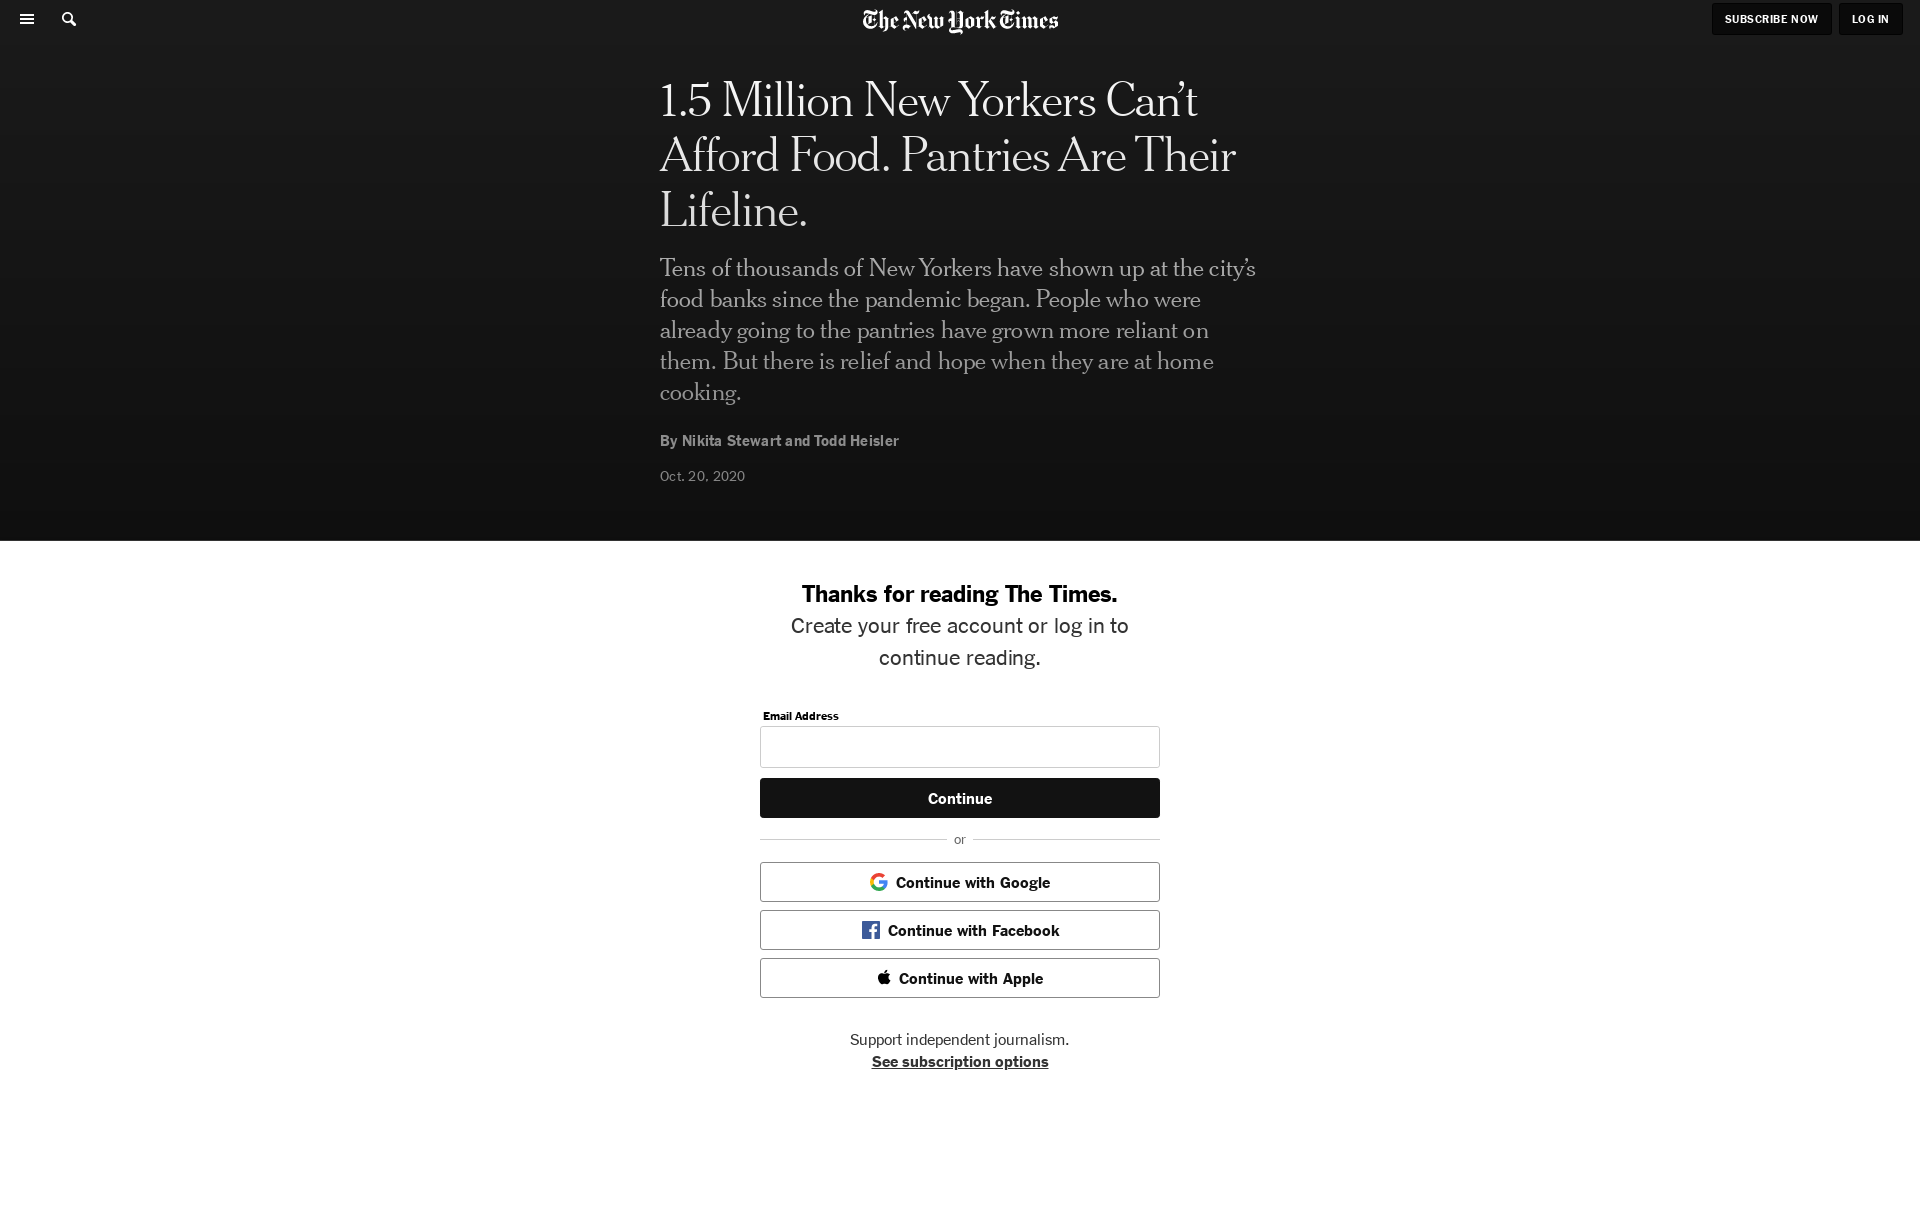 The New York Times
SUBSCRIBE NOW
LOG IN
1.5 Million New Yorkers Can’t
Afford Food. Pantries Are Their
Lifeline.
Tens of thousands of New Yorkers have shown up at the city’s
food banks since the pandemic began. People who were
already going to the pantries have grown more reliant on
them. But there is relief and hope when they are at home
cooking.
By Nikita Stewart and Todd Heisler
Oct. 20, 2020
Thanks for reading The Times.
Create your free account or log in to
continue reading.
Email Address
Continue
or
Continue with Google
Continue with Facebook
Continue with Apple
Support independent journalism.
See subscription options